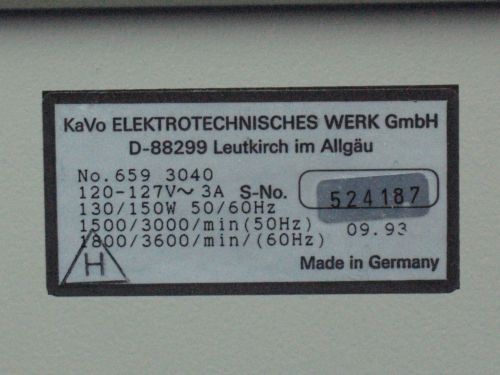 KaVo ELEKTROTECHNISCHES WERK GmbH
D-88299 Leutkirch im Allgäu
No.659 3040
120-127V~ 3A S-No. 524187
130/150W 50/60Hz
1500/3000/min(50Hz) 09.93
1800/3600/min/(60Hz)
H
Made in Germany